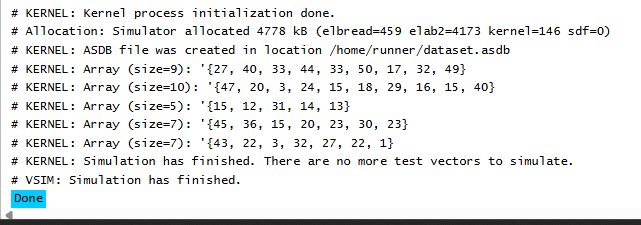 # KERNEL: Kernel process initialization done.
# Allocation: Simulator allocated 4778 kB (elbread=459 elab2=4173 kernel=146 sdf=0)
# KERNEL: ASDB file was created in location /home/runner/dataset.asdb
# KERNEL: Array (size=9): '{27, 40, 33, 44, 33, 50, 17, 32, 49}
# KERNEL: Array (size=10): '{47, 20, 3, 24, 15, 18, 29, 16, 15, 40}
# KERNEL: Array (size=5): '{15, 12, 31, 14, 13}
# KERNEL: Array (size=7): '{45, 36, 15, 20, 23, 30, 23}
# KERNEL: Array (size=7): '{43, 22, 3, 32, 27, 22, 1}
# KERNEL: Simulation has finished. There are no more test vectors to simulate.
# VSIM: Simulation has finished.
Done